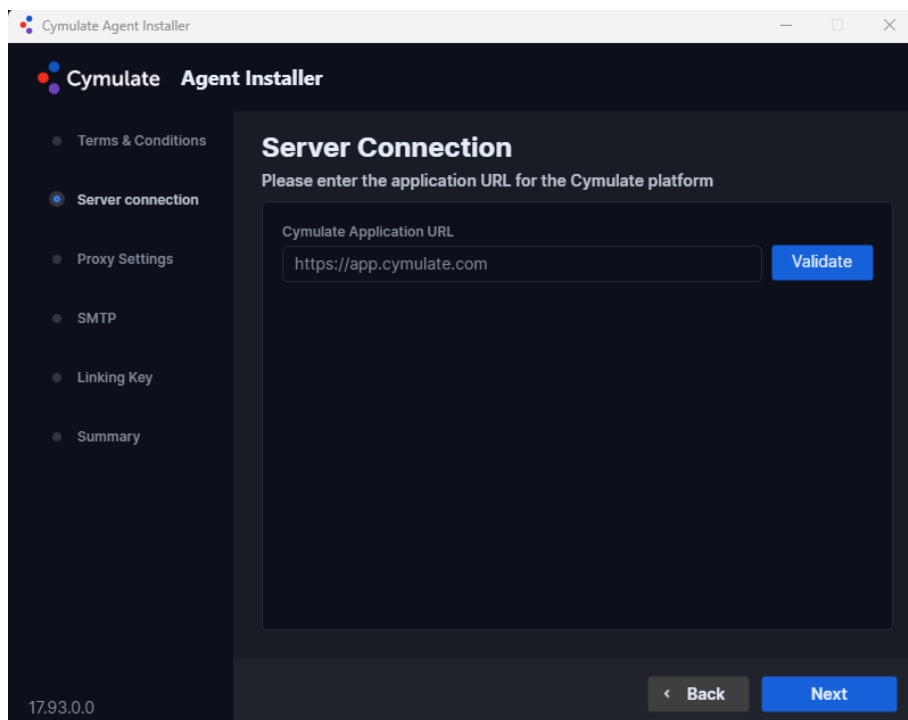 Cymulate Agent Installer
Cymulate Agent Installer
Terms & Conditions
Server connection
Proxy Settings
SMTP
Linking Key
Summary
17.93.0.0
Server Connection
Please enter the application URL for the Cymulate platform
Cymulate Application URL
https://app.cymulate.com
Validate
‹ Back
Next